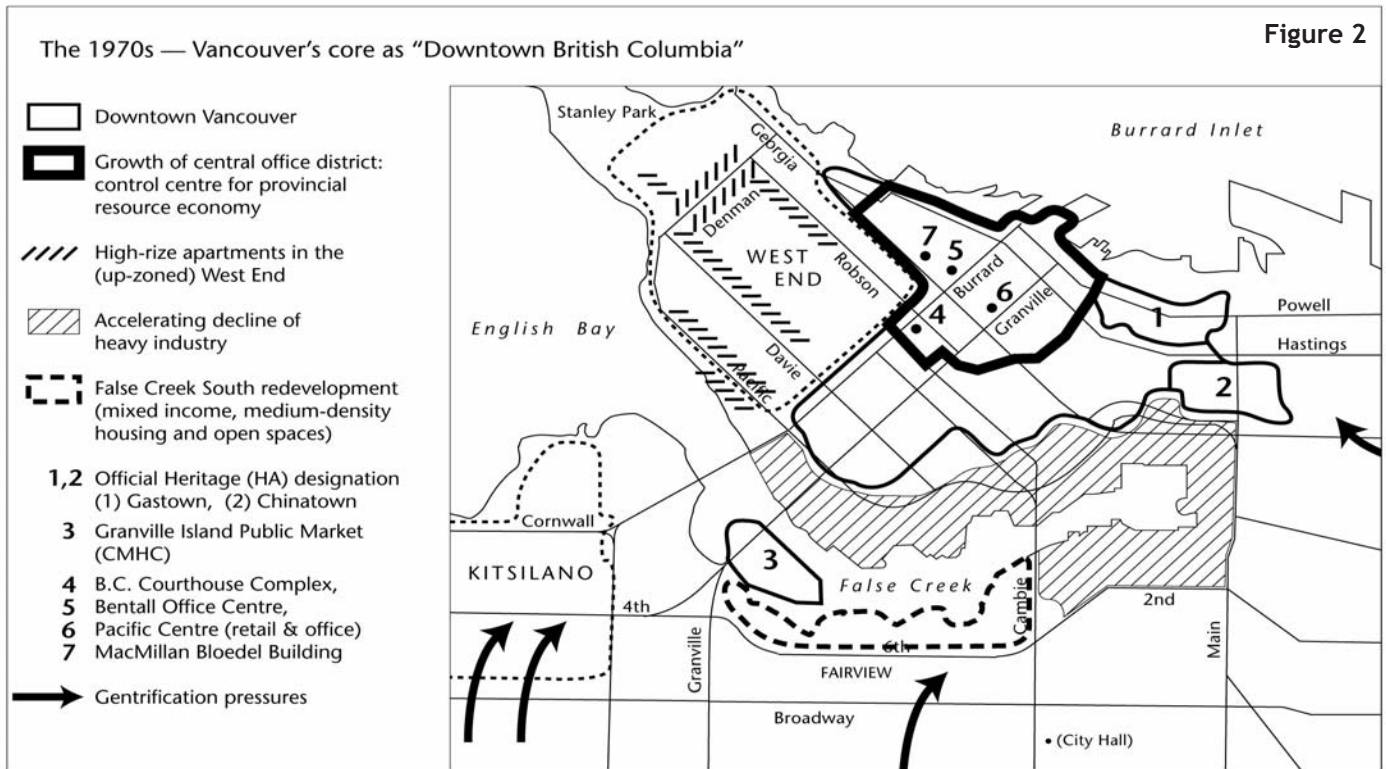 Figure 2
The 1970s — Vancouver's core as "Downtown British Columbia"
Downtown Vancouver
Growth of central office district:
control centre for provincial
resource economy
High-rize apartments in the
(up-zoned) West End
Accelerating decline of
heavy industry
False Creek South redevelopment
(mixed income, medium-density
housing and open spaces)
1,2 Official Heritage (HA) designation
(1) Gastown, (2) Chinatown
3 Granville Island Public Market
(CMHC)
4 B.C. Courthouse Complex,
5 Bentall Office Centre,
6 Pacific Centre (retail & office)
7 MacMillan Bloedel Building
Gentrification pressures
Stanley Park
Burrard Inlet
Georgia
Denman
WEST
END
Robson
7
5
Burrard
6
Granville
4
1
Powell
Hastings
English Bay
Davie
Pacific
2
Cornwall
KITSILANO
3
False Creek
4th
Cambie
2nd
6th
Granville
Main
FAIRVIEW
Broadway
(City Hall)